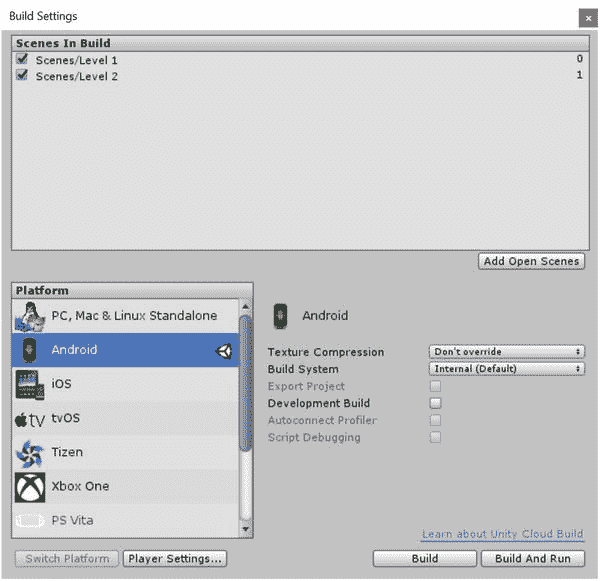 Build Settings
Scenes In Build
Scenes/Level 1 0
Scenes/Level 2 1
Add Open Scenes
Platform
PC, Mac & Linux Standalone
Android
iOS
tv tvOS
Tizen
Xbox One
PS Vita
Android
Texture Compression Don't override
Build System Internal (Default)
Export Project
Development Build
Autoconnect Profiler
Script Debugging
Learn about Unity Cloud Build
Switch Platform Player Settings... Build Build And Run